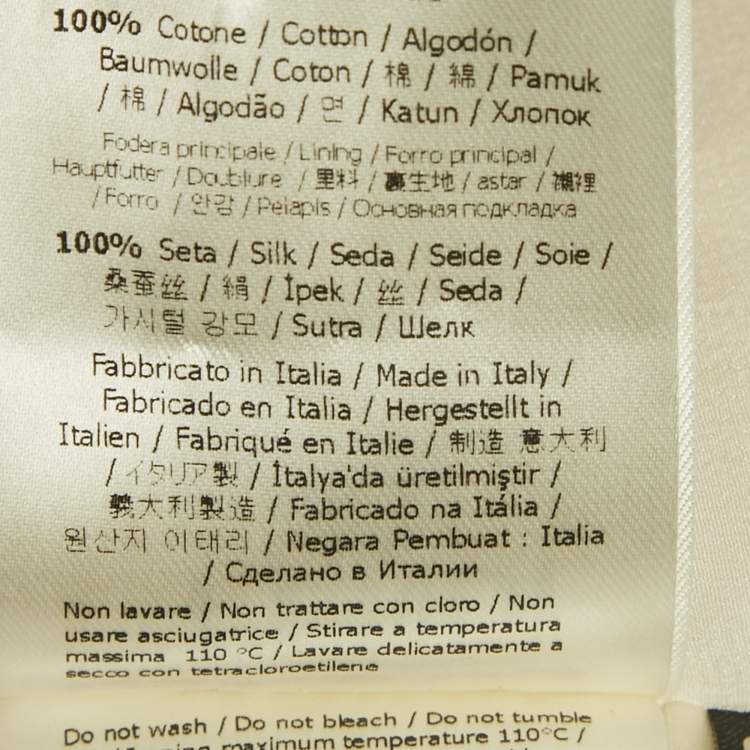 100% Cotone / Cotton / Algodón /
Baumwolle / Coton / 棉 / 綿 / Pamuk
/ 棉 / Algodão / 면 / Katun / Хлопок
Fodera principale / Lining / Forro principal /
Hauptfutter / Doublure / 里料 / 裏生地 / astar / 襯裡
/ Forro / 안감 / Pelapis / Основная подкладка
100% Seta / Silk / Seda / Seide / Soie /
桑蚕丝 / 絹 / İpek / 丝 / Seda /
가시털 강모 / Sutra / Шелк
Fabbricato in Italia / Made in Italy /
Fabricado en Italia / Hergestellt in
Italien / Fabriqué en Italie / 制造 意大利
/ イタリア製 / İtalya'da üretilmiştir /
義大利製造 / Fabricado na Itália /
원산지 이태리 / Negara Pembuat : Italia
/ Сделано в Италии
Non lavare / Non trattare con cloro / Non
usare asciugatrice / Stirare a temperatura
massima 110 °C / Lavare delicatamente a
secco con tetracloroetilene
Do not wash / Do not bleach / Do not tumble
maximum temperature 110°C /